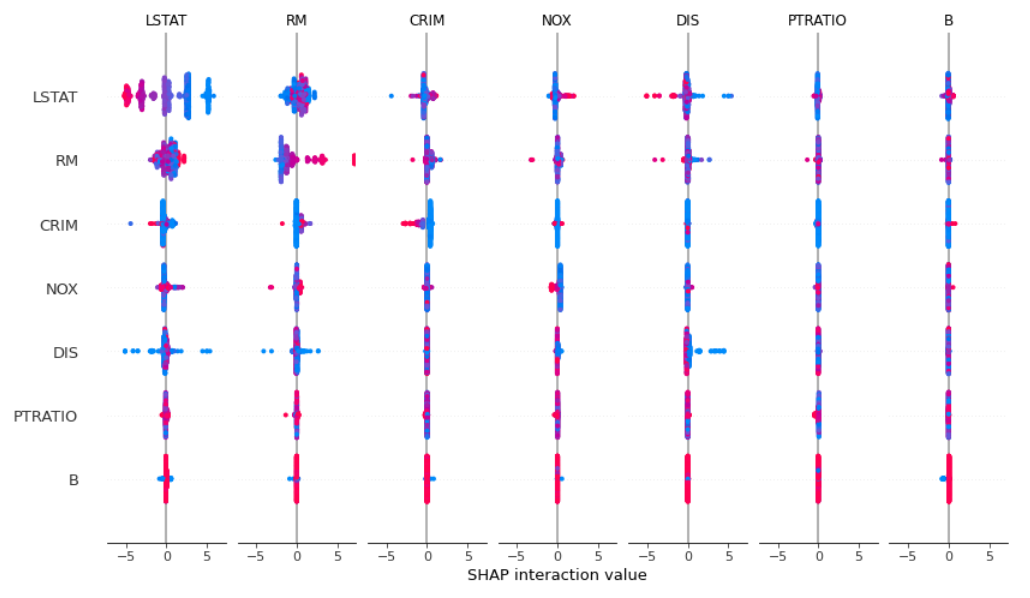 LSTAT RM CRIM NOX DIS PTRATIO B
LSTAT
RM
CRIM
NOX
DIS
PTRATIO
B
−5 0 5 −5 0 5 −5 0 5 −5 0 5 −5 0 5 −5 0 5 −5 0 5
SHAP interaction value